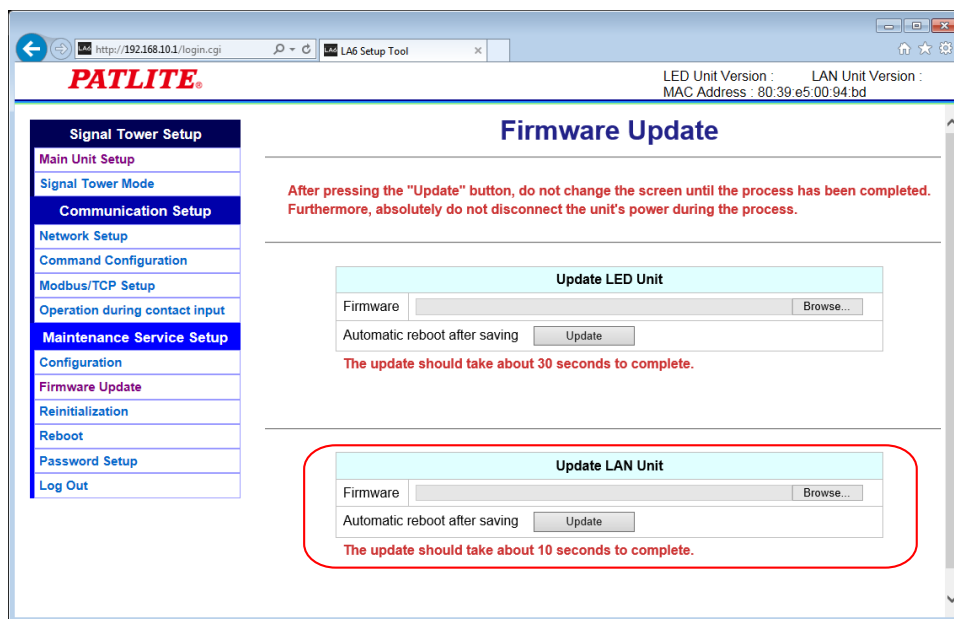 http://192.168.10.1/login.cgi
LA6 LA6 Setup Tool
PATLITE®
LED Unit Version : LAN Unit Version :
MAC Address : 80:39:e5:00:94:bd
Signal Tower Setup
Main Unit Setup
Signal Tower Mode
Communication Setup
Network Setup
Command Configuration
Modbus/TCP Setup
Operation during contact input
Maintenance Service Setup
Configuration
Firmware Update
Reinitialization
Reboot
Password Setup
Log Out
Firmware Update
After pressing the "Update" button, do not change the screen until the process has been completed.
Furthermore, absolutely do not disconnect the unit's power during the process.
Update LED Unit
Firmware Browse...
Automatic reboot after saving Update
The update should take about 30 seconds to complete.
Update LAN Unit
Firmware Browse...
Automatic reboot after saving Update
The update should take about 10 seconds to complete.